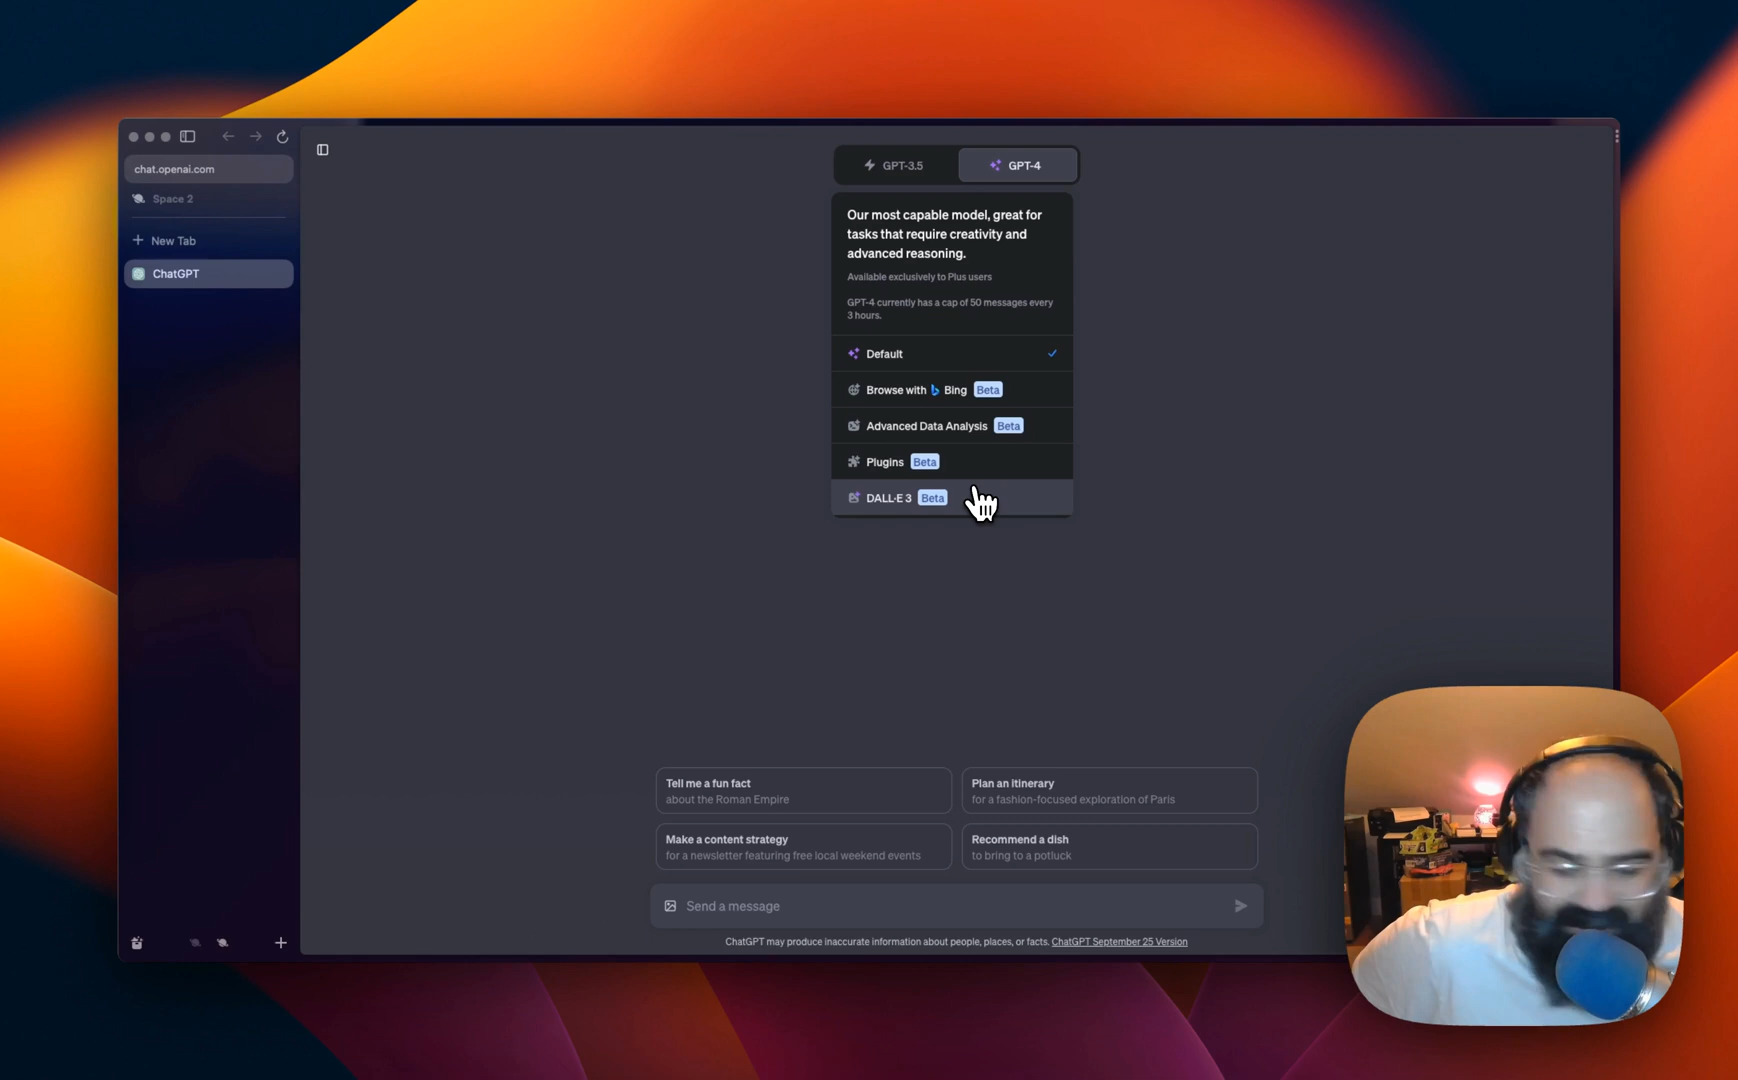 chat.openai.com
Space 2
New Tab
ChatGPT
GPT-3.5
GPT-4
Our most capable model, great for
tasks that require creativity and
advanced reasoning.
Available exclusively to Plus users
GPT-4 currently has a cap of 50 messages every
3 hours.
Default
Browse with Bing Beta
Advanced Data Analysis Beta
Plugins Beta
DALL·E 3 Beta
Tell me a fun fact
about the Roman Empire
Plan an itinerary
for a fashion-focused exploration of Paris
Make a content strategy
for a newsletter featuring free local weekend events
Recommend a dish
to bring to a potluck
Send a message
ChatGPT may produce inaccurate information about people, places, or facts. ChatGPT September 25 Version